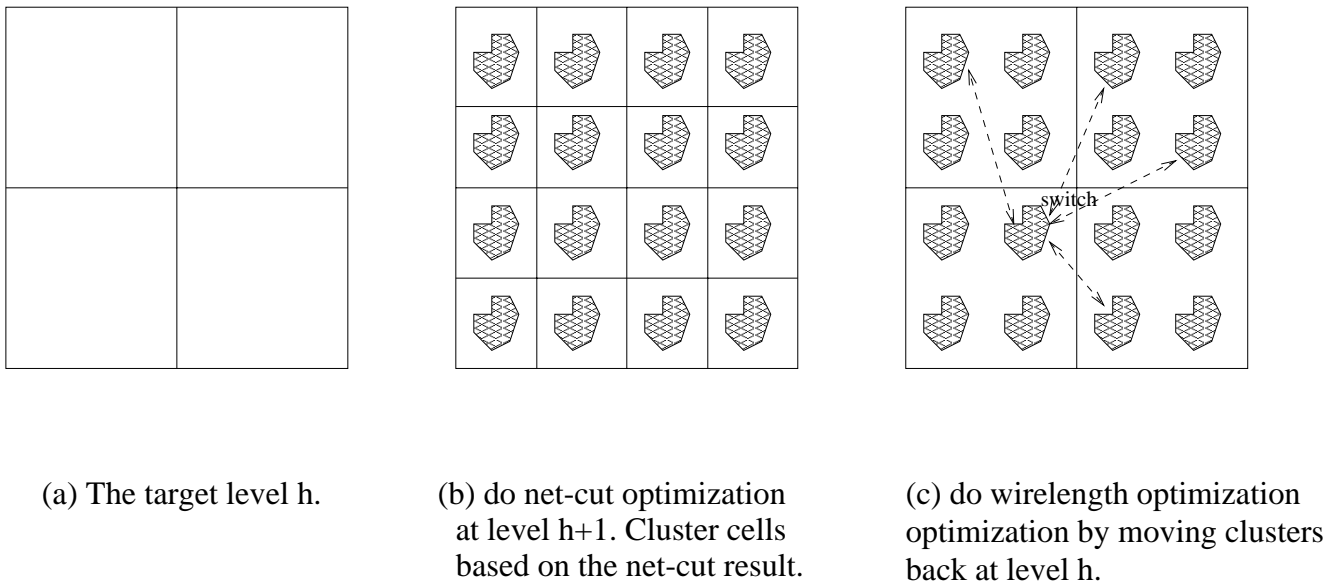 switch
(a) The target level h.
(b) do net-cut optimization
at level h+1. Cluster cells
based on the net-cut result.
(c) do wirelength optimization
optimization by moving clusters
back at level h.